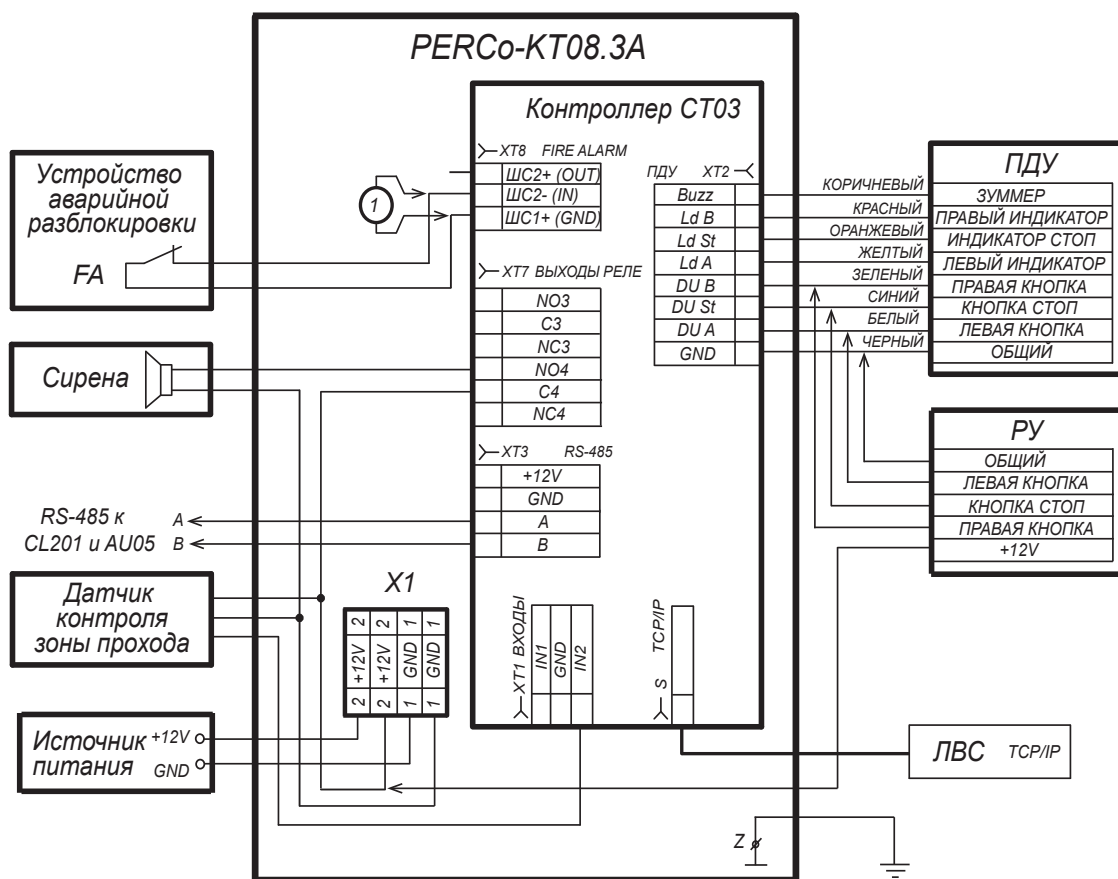 PERCo-KT08.3A
Контроллер СТ03
Устройство
аварийной
разблокировки
FA
Сирена
RS-485 к
CL201 и AU05
A
B
Датчик
контроля
зоны прохода
Источник
питания
+12V
GND
1
XT8 FIRE ALARM
ШС2+ (OUT)
ШС2- (IN)
ШС1+ (GND)
XT7 ВЫХОДЫ РЕЛЕ
NO3
C3
NC3
NO4
C4
NC4
XT3 RS-485
+12V
GND
A
B
X1
2 +12V 2
2 +12V 2
1 GND 1
1 GND 1
XT1 ВХОДЫ
IN1
GND
IN2
S TCP/IP
ПДУ XT2
Buzz
Ld B
Ld St
Ld A
DU B
DU St
DU A
GND
КОРИЧНЕВЫЙ
КРАСНЫЙ
ОРАНЖЕВЫЙ
ЖЕЛТЫЙ
ЗЕЛЕНЫЙ
СИНИЙ
БЕЛЫЙ
ЧЕРНЫЙ
ПДУ
ЗУММЕР
ПРАВЫЙ ИНДИКАТОР
ИНДИКАТОР СТОП
ЛЕВЫЙ ИНДИКАТОР
ПРАВАЯ КНОПКА
КНОПКА СТОП
ЛЕВАЯ КНОПКА
ОБЩИЙ
РУ
ОБЩИЙ
ЛЕВАЯ КНОПКА
КНОПКА СТОП
ПРАВАЯ КНОПКА
+12V
ЛВС TCP/IP
Z